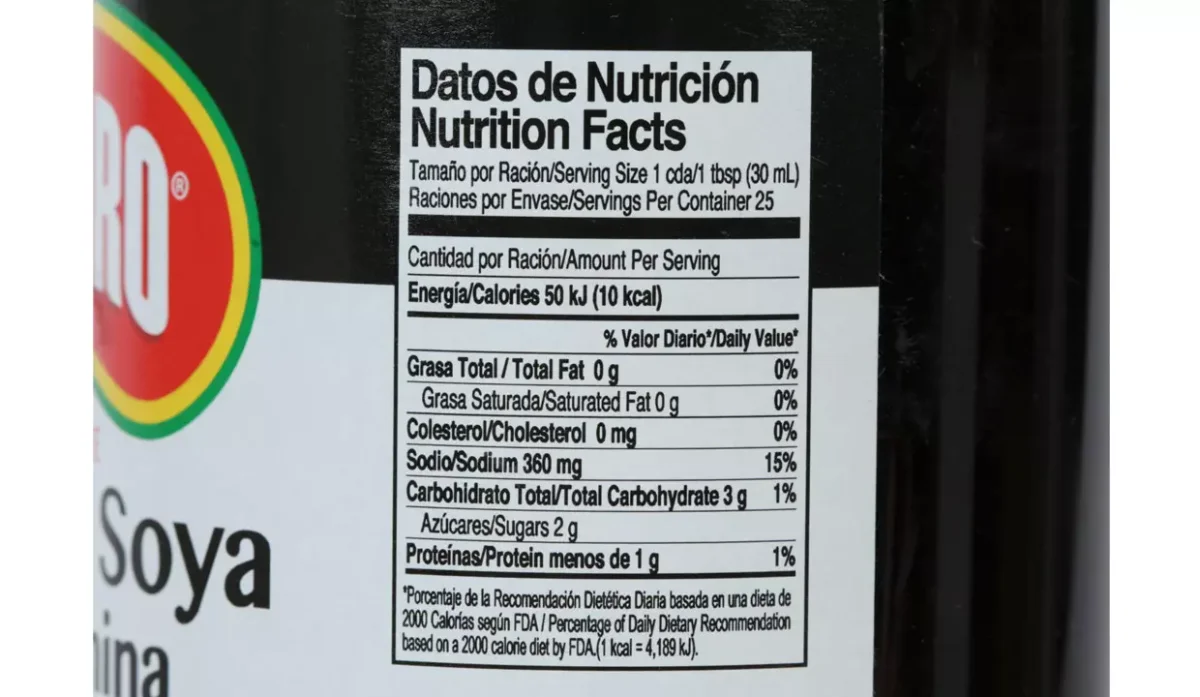 RO®
Soya
Datos de Nutrición
Nutrition Facts
Tamaño por Ración/Serving Size 1 cda/1 tbsp (30 mL)
Raciones por Envase/Servings Per Container 25
Cantidad por Ración/Amount Per Serving
Energía/Calories 50 kJ (10 kcal)
% Valor Diario*/Daily Value*
Grasa Total / Total Fat 0 g 0%
Grasa Saturada/Saturated Fat 0 g 0%
Colesterol/Cholesterol 0 mg 0%
Sodio/Sodium 360 mg 15%
Carbohidrato Total/Total Carbohydrate 3 g 1%
Azúcares/Sugars 2 g
Proteínas/Protein menos de 1 g 1%
*Porcentaje de la Recomendación Dietética Diaria basada en una dieta de
2000 Calorías según FDA / Percentage of Daily Dietary Recommendation
based on a 2000 calorie diet by FDA.(1 kcal = 4,189 kJ).